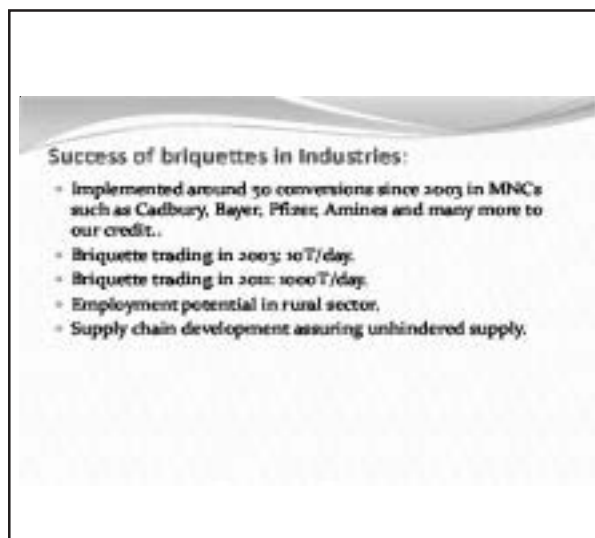 Success of briquettes in Industries:
Implemented around 50 conversions since 2003 in MNCs
such as Cadbury, Bayer, Pfizer, Amines and many more to
our credit..
Briquette trading in 2003: 10T/day.
Briquette trading in 2011: 1000T/day.
Employment potential in rural sector.
Supply chain development assuring unhindered supply.